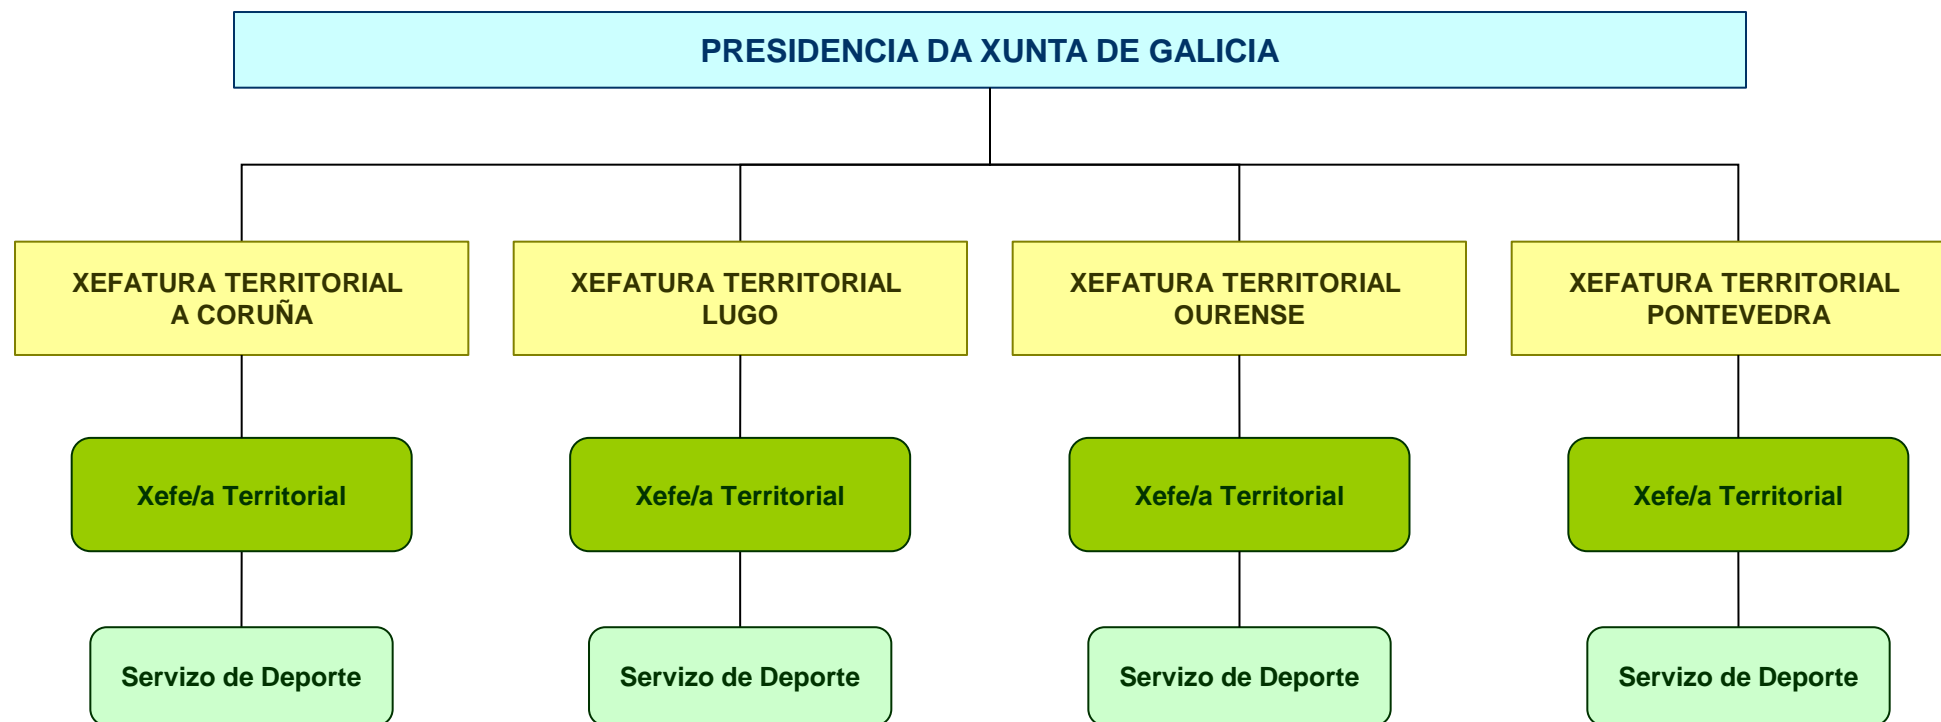 PRESIDENCIA DA XUNTA DE GALICIA
XEFATURA TERRITORIAL
A CORUÑA
XEFATURA TERRITORIAL
LUGO
XEFATURA TERRITORIAL
OURENSE
XEFATURA TERRITORIAL
PONTEVEDRA
Xefe/a Territorial
Xefe/a Territorial
Xefe/a Territorial
Xefe/a Territorial
Servizo de Deporte
Servizo de Deporte
Servizo de Deporte
Servizo de Deporte